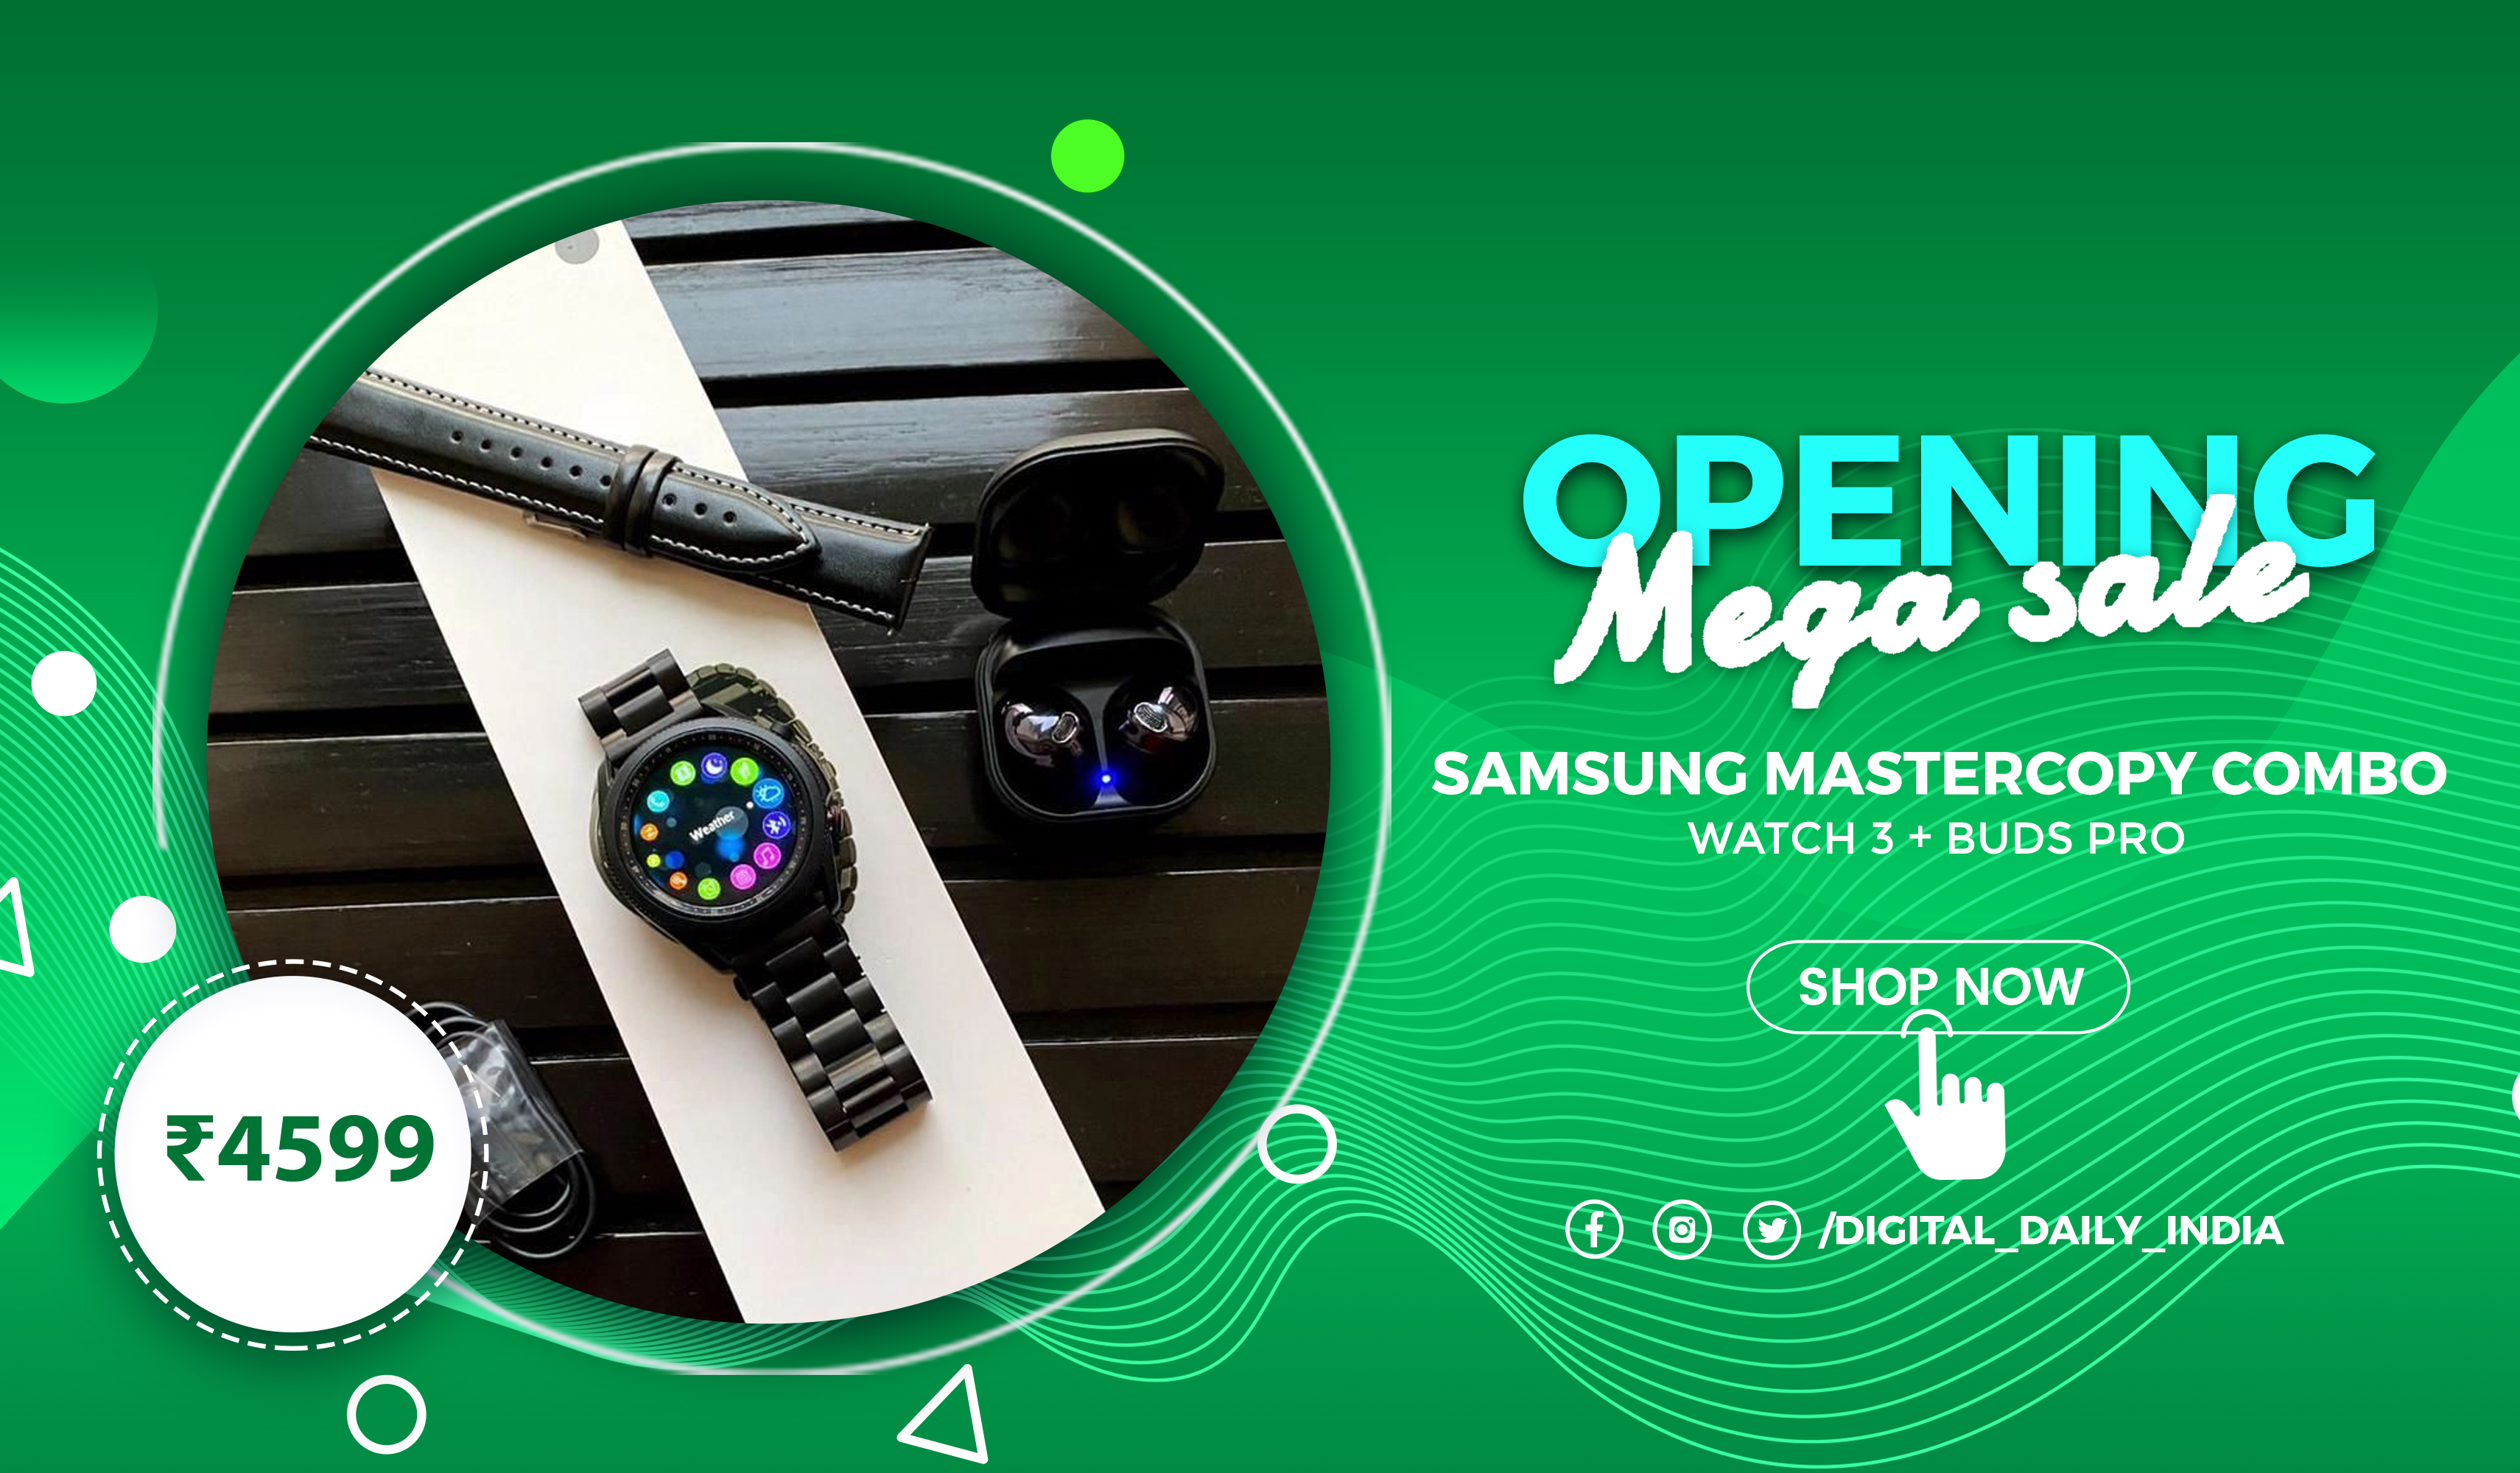 OPENING
Mega sale
SAMSUNG MASTERCOPY COMBO
WATCH 3 + BUDS PRO
SHOP NOW
/DIGITAL_DAILY_INDIA
₹4599
Weather